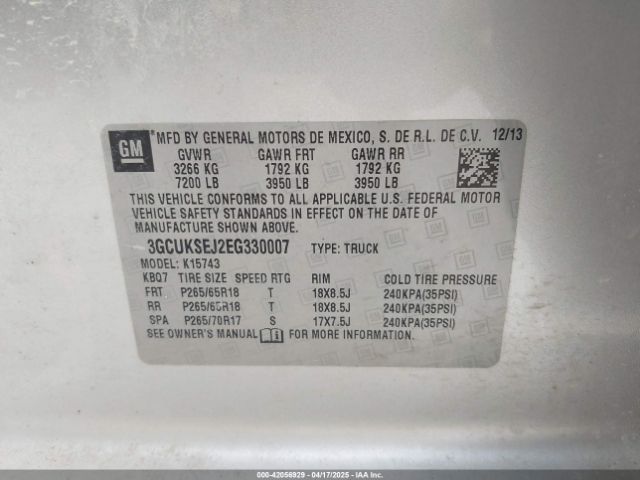 GM
*MFD BY GENERAL MOTORS DE MEXICO, S. DE R.L. DE C.V. 12/13
GVWR GAWR FRT GAWR RR
3266 KG 1792 KG 1792 KG
7200 LB 3950 LB 3950 LB
THIS VEHICLE CONFORMS TO ALL APPLICABLE U.S. FEDERAL MOTOR
VEHICLE SAFETY STANDARDS IN EFFECT ON THE DATE OF
MANUFACTURE SHOWN ABOVE.
3GCUKSEJ2EG330007 TYPE: TRUCK
MODEL: K15743
KBQ7 TIRE SIZE SPEED RTG RIM COLD TIRE PRESSURE
FRT P265/65R18 T 18X8.5J 240KPA(35PSI)
RR P265/65R18 T 18X8.5J 240KPA(35PSI)
SPA P265/70R17 S 17X7.5J 240KPA(35PSI)
SEE OWNER'S MANUAL FOR MORE INFORMATION.
000-42056929 - 04/17/2025 - IAAI.COM